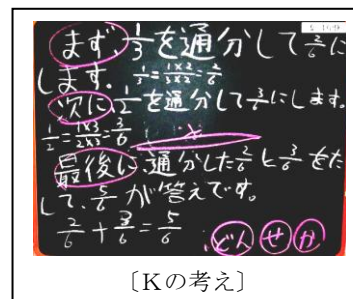 まず、1/3を通分して2/6に
します。 1/3=1×2/3×2=2/6
次に1/2を通分して3/6にします。
1/2=1×3/2×3=3/6
最後に、通分した2/6と3/6をた
して、5/6が答えです。
2/6+3/6=5/6 どん せ か
〔Kの考え〕